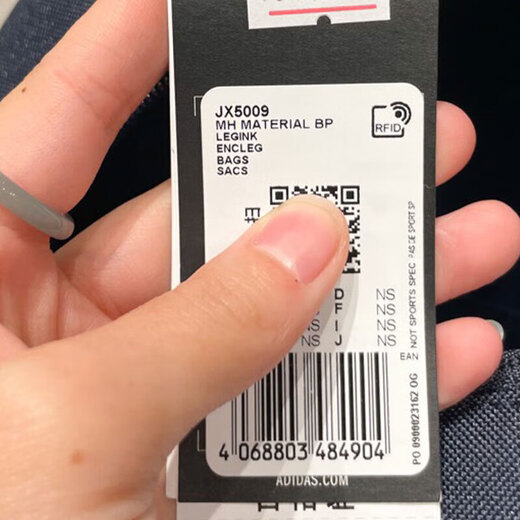 JX5009
MH MATERIAL BP
LEGINK
ENCLEG
BAGS
SACS
RFID
D NS
F NS
NS I NS
NS J NS
EAN
NOT SPORTS SPEC PAS DE SPORT SP
PO 0900023162 OG
4 068803 484904
ADIDAS.COM